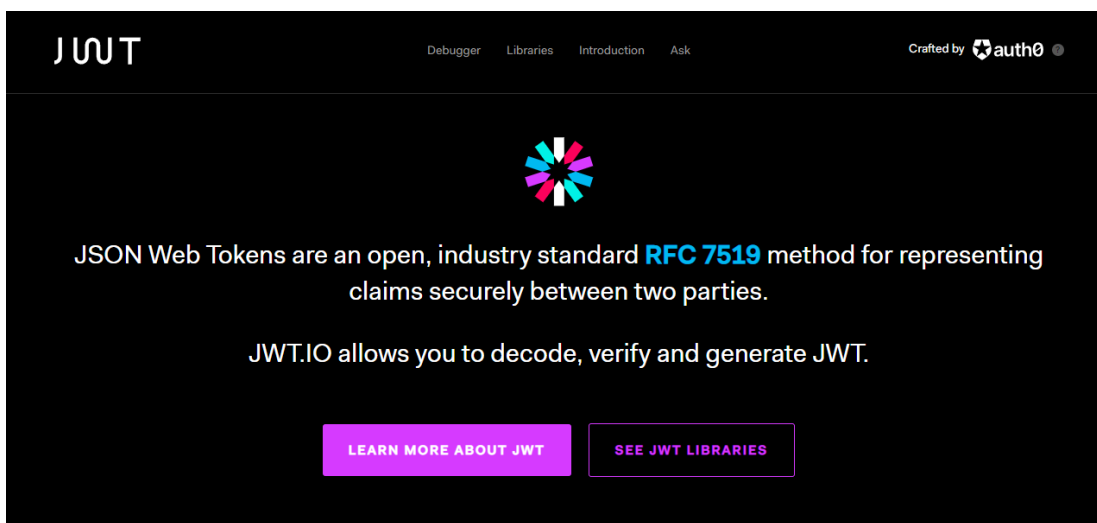 JWT
Debugger Libraries Introduction Ask
Crafted by auth0 ?
JSON Web Tokens are an open, industry standard RFC 7519 method for representing
claims securely between two parties.
JWT.IO allows you to decode, verify and generate JWT.
LEARN MORE ABOUT JWT
SEE JWT LIBRARIES